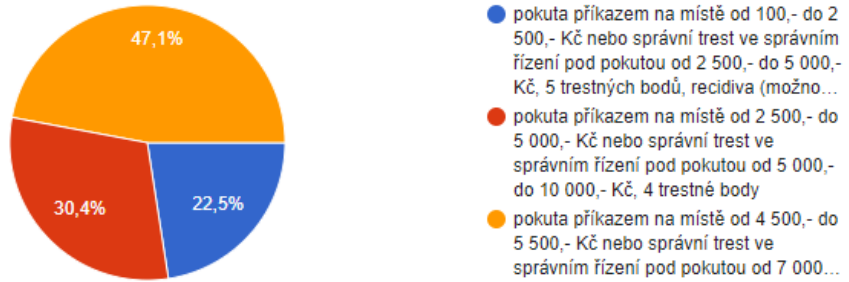 47,1%
30,4%
22,5%
pokuta příkazem na místě od 100,- do 2
500,- Kč nebo správní trest ve správním
řízení pod pokutou od 2 500,- do 5 000,-
Kč, 5 trestných bodů, recidiva (možno…
pokuta příkazem na místě od 2 500,- do
5 000,- Kč nebo správní trest ve
správním řízení pod pokutou od 5 000,-
do 10 000,- Kč, 4 trestné body
pokuta příkazem na místě od 4 500,- do
5 500,- Kč nebo správní trest ve
správním řízení pod pokutou od 7 000…